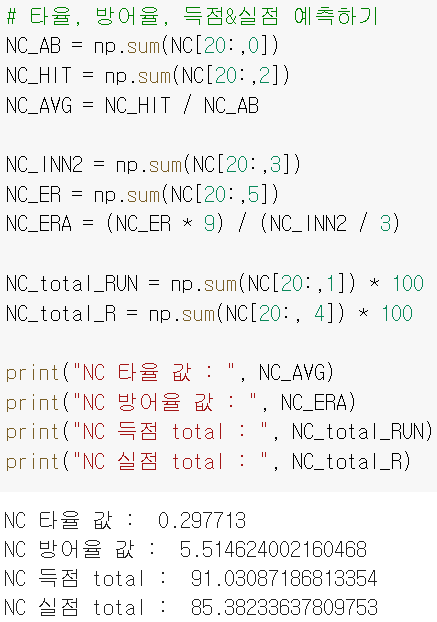 # 타율, 방어율, 득점&실점 예측하기
NC_AB = np.sum(NC[20:,0])
NC_HIT = np.sum(NC[20:,2])
NC_AVG = NC_HIT / NC_AB
NC_INN2 = np.sum(NC[20:,3])
NC_ER = np.sum(NC[20:,5])
NC_ERA = (NC_ER * 9) / (NC_INN2 / 3)
NC_total_RUN = np.sum(NC[20:,1]) * 100
NC_total_R = np.sum(NC[20:, 4]) * 100
print("NC 타율 값 : ", NC_AVG)
print("NC 방어율 값 : ", NC_ERA)
print("NC 득점 total : ", NC_total_RUN)
print("NC 실점 total : ", NC_total_R)
NC 타율 값 :  0.297713
NC 방어율 값 :  5.514624002160468
NC 득점 total :  91.03087186813354
NC 실점 total :  85.38233637809753